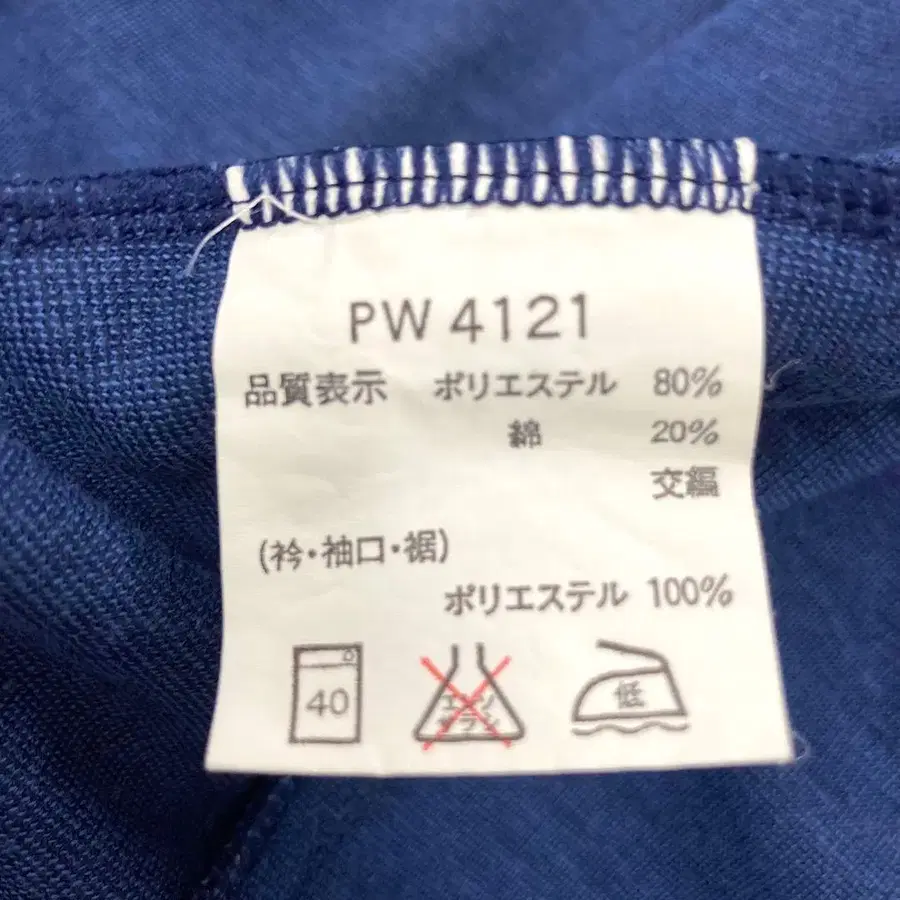 PW 4121
品質表示 ポリエステル 80%
綿 20%
交編
(衿・袖口・裾)
ポリエステル 100%
40
低